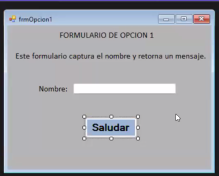 frmOpcion1
FORMULARIO DE OPCION 1
Este formulario captura el nombre y retorna un mensaje.
Nombre:
Saludar